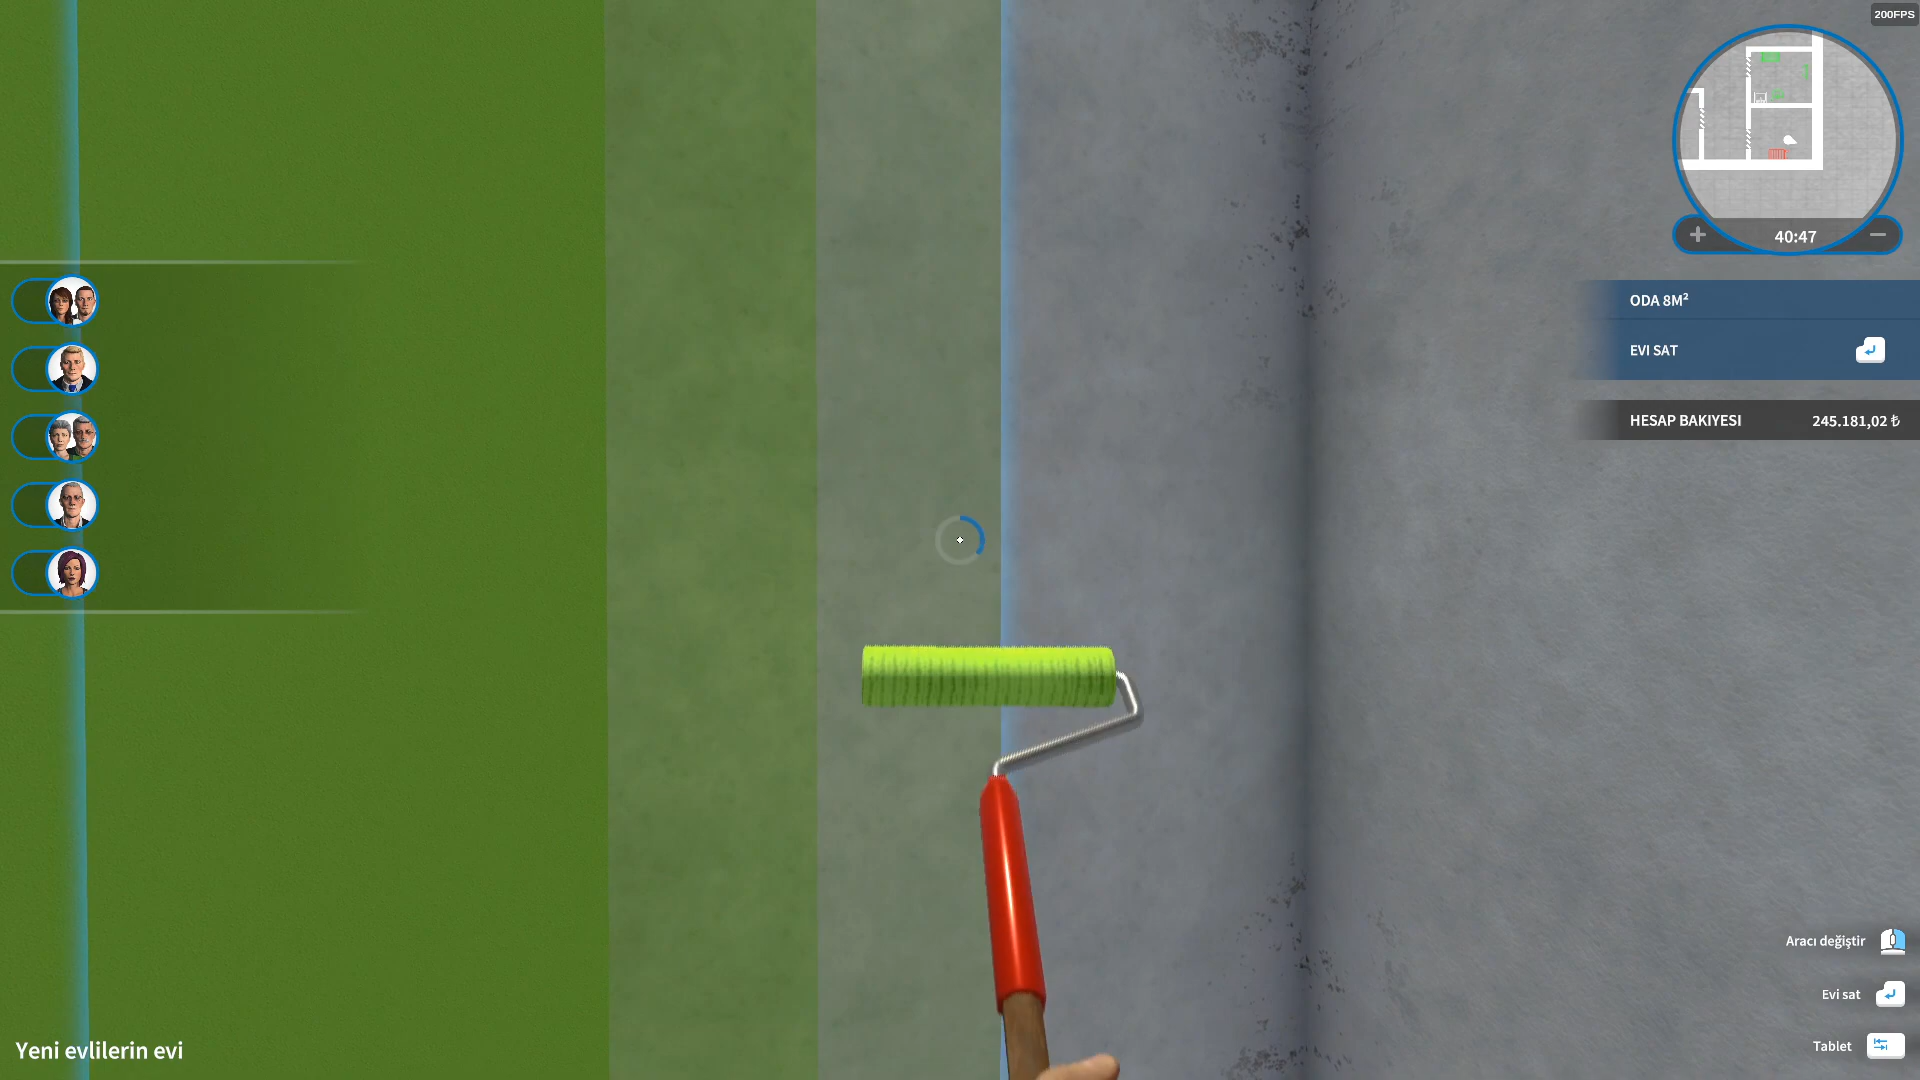 200FPS
40:47
ODA 8M²
EVI SAT
HESAP BAKIYESI 245.181,02 ₺
Aracı değiştir
Evi sat
Tablet
Yeni evlilerin evi